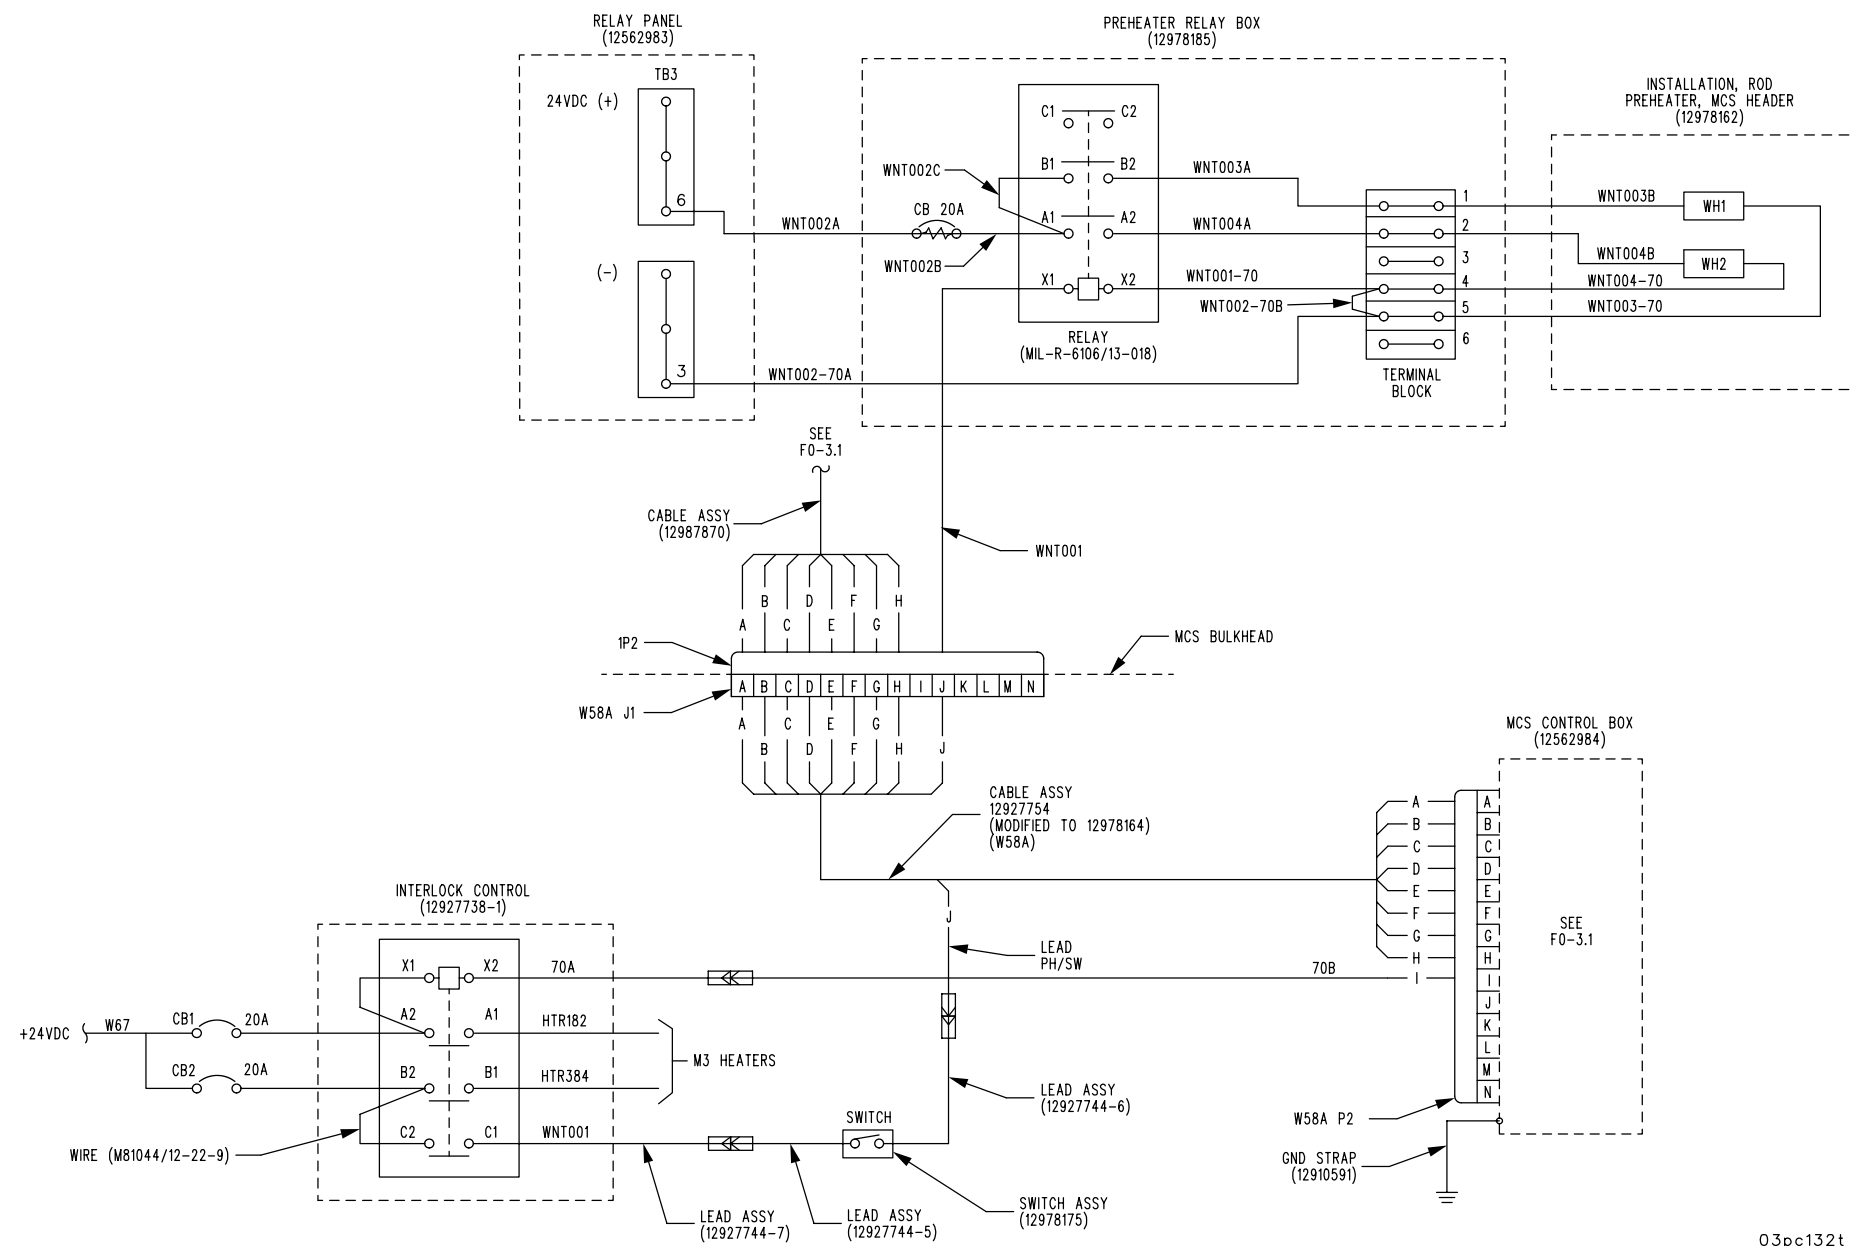 RELAY PANEL
(12562983)
TB3
24VDC (+)
6
(-)
3
PREHEATER RELAY BOX
(12978185)
C1 C2
B1 B2
A1 A2
X1 X2
WNT002C
CB 20A
WNT002A
WNT002B
WNT003A
WNT004A
WNT001-70
WNT002-70B
WNT002-70A
RELAY
(MIL-R-6106/13-018)
1
2
3
4
5
6
TERMINAL
BLOCK
INSTALLATION, ROD
PREHEATER, MCS HEADER
(12978162)
WNT003B
WH1
WNT004B
WH2
WNT004-70
WNT003-70
SEE
FO-3.1
CABLE ASSY
(12987870)
WNT001
B D F H
A C E G
1P2
MCS BULKHEAD
A B C D E F G H I J K L M N
W58A J1
A C E G
B D F H J
CABLE ASSY
12927754
(MODIFIED TO 12978164)
(W58A)
MCS CONTROL BOX
(12562984)
A A
B B
C C
D D
E E
F F
G G
H H
I I
J
K
L
M
N
SEE
FO-3.1
W58A P2
GND STRAP
(12910591)
INTERLOCK CONTROL
(12927738-1)
X1 X2
70A
70B
J
LEAD
PH/SW
A2 A1
HTR182
+24VDC
W67
CB1 20A
CB2 20A
B2 B1
HTR384
M3 HEATERS
C2 C1
WNT001
WIRE (M81044/12-22-9)
SWITCH
LEAD ASSY
(12927744-6)
LEAD ASSY
(12927744-7)
LEAD ASSY
(12927744-5)
SWITCH ASSY
(12978175)
03pc132t